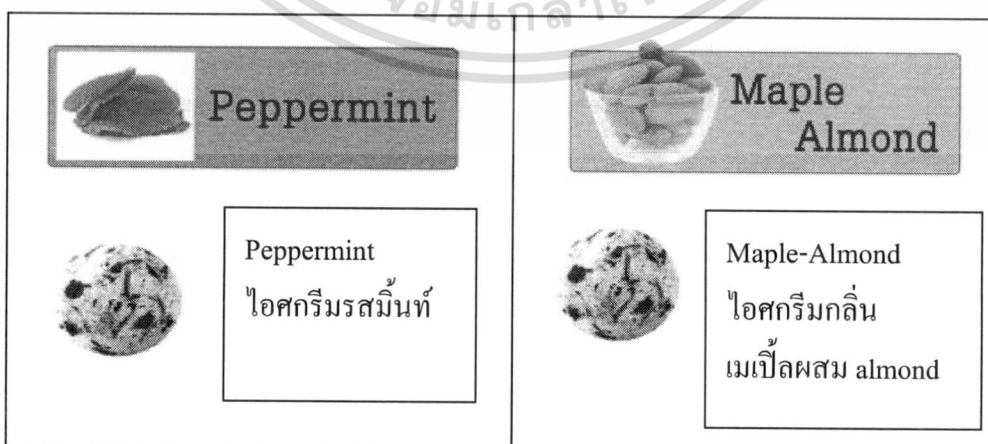 Peppermint
Peppermint
ไอศกรีมรสมิ้นท์
Maple
Almond
Maple-Almond
ไอศกรีมกลิ่น
เมเปิ้ลผสม almond